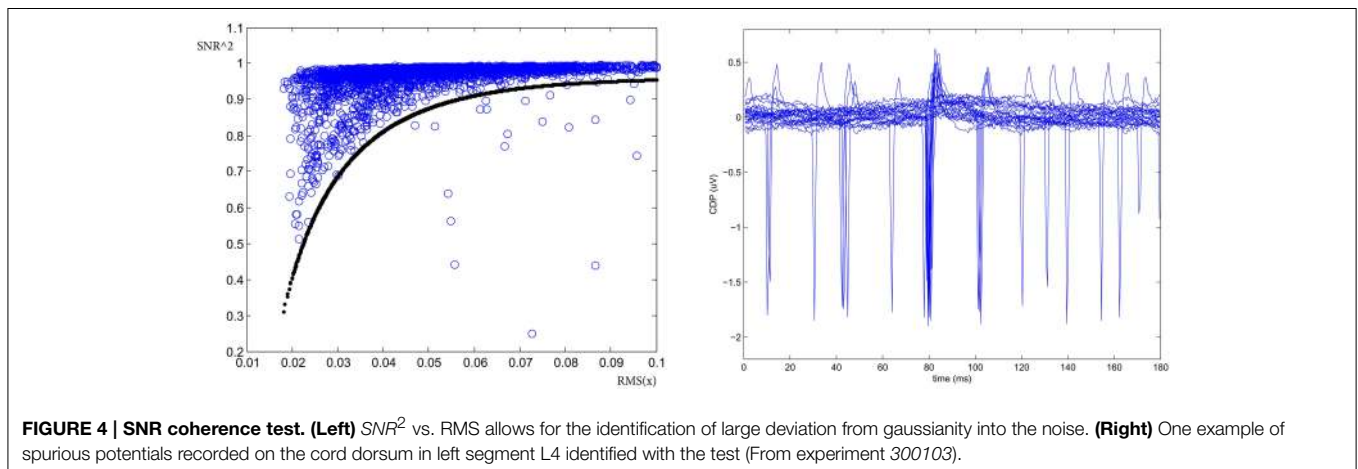 SNR^2
1.1
1
0.9
0.8
0.7
0.6
0.5
0.4
0.3
0.2
0.01 0.02 0.03 0.04 0.05 0.06 0.07 0.08 0.09 0.1
RMS(x)
CDP (uV)
0.5
0
−0.5
−1
−1.5
−2
0 20 40 60 80 100 120 140 160 180
time (ms)
FIGURE 4 | SNR coherence test. (Left) SNR² vs. RMS allows for the identification of large deviation from gaussianity into the noise. (Right) One example of
spurious potentials recorded on the cord dorsum in left segment L4 identified with the test (From experiment 300103).